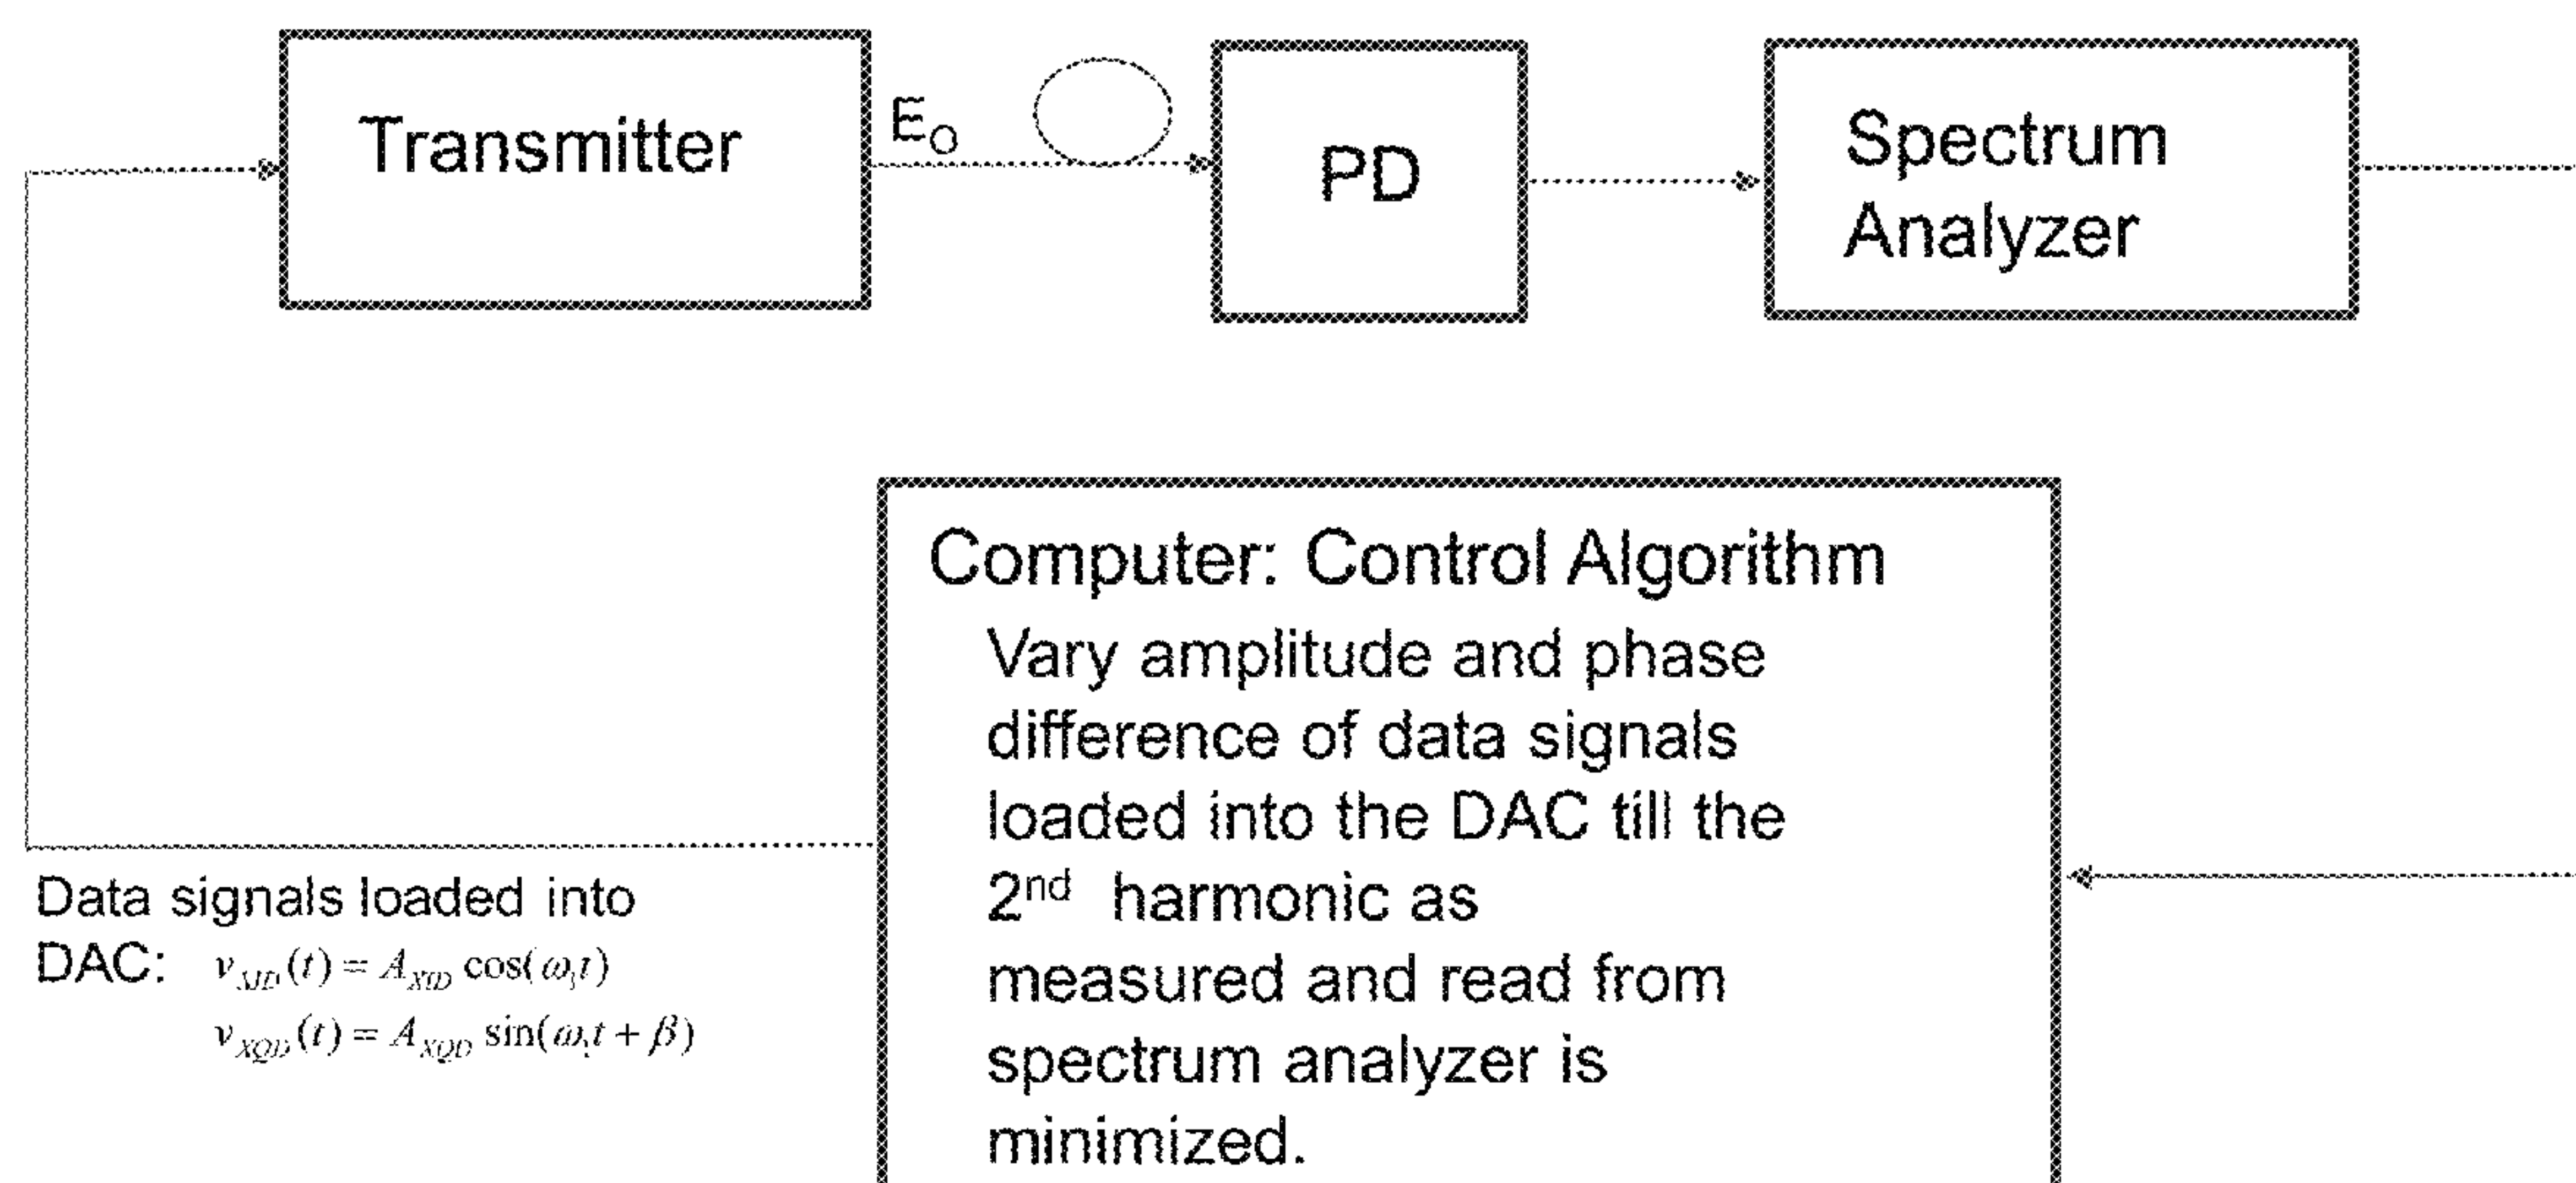 Transmitter
E_O
PD
Spectrum
Analyzer
Computer: Control Algorithm
Vary amplitude and phase
difference of data signals
loaded into the DAC till the
2nd harmonic as
measured and read from
spectrum analyzer is
minimized.
Data signals loaded into
DAC: v_XID(t) = A_XID cos(ω₁t)
v_XQD(t) = A_XQD sin(ω₁t + β)